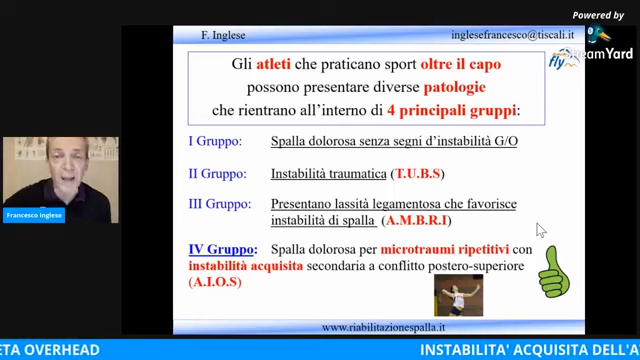 Powered by
StreamYard
F. Inglese
inglesefrancesco@tiscali.it
fly
Gli atleti che praticano sport oltre il capo
possono presentare diverse patologie
che rientrano all'interno di 4 principali gruppi:
I Gruppo: Spalla dolorosa senza segni d'instabilità G/O
II Gruppo: Instabilità traumatica (T.U.B.S)
III Gruppo: Presentano lassità legamentosa che favorisce
instabilità di spalla (A.M.B.R.I)
IV Gruppo: Spalla dolorosa per microtraumi ripetitivi con
instabilità acquisita secondaria a conflitto postero-superiore
(A.I.O.S)
Francesco Inglese
www.riabilitazionespalla.it
ETA OVERHEAD
INSTABILITA' ACQUISITA DELL'A